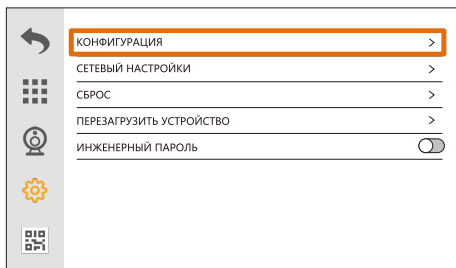 КОНФИГУРАЦИЯ
СЕТЕВЫЙ НАСТРОЙКИ
СБРОС
ПЕРЕЗАГРУЗИТЬ УСТРОЙСТВО
ИНЖЕНЕРНЫЙ ПАРОЛЬ